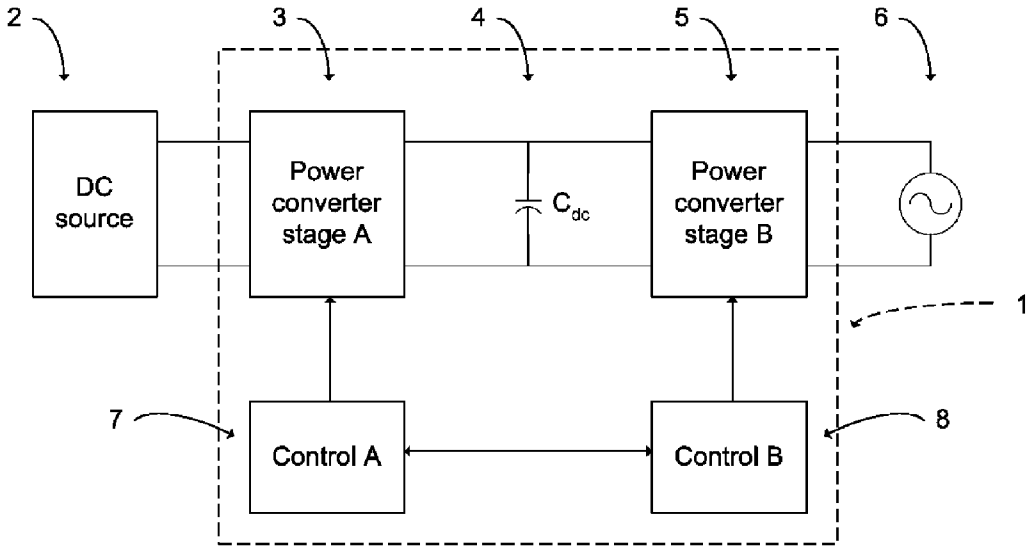 2
3
4
5
6
DC
source
Power
converter
stage A
C_dc
Power
converter
stage B
1
7
8
Control A
Control B